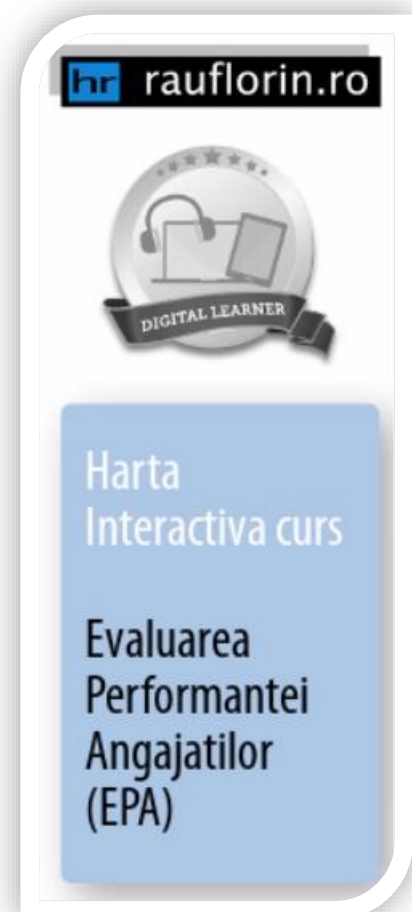 hr rauflorin.ro
DIGITAL LEARNER
Harta
Interactiva curs
Evaluarea
Performantei
Angajatilor
(EPA)